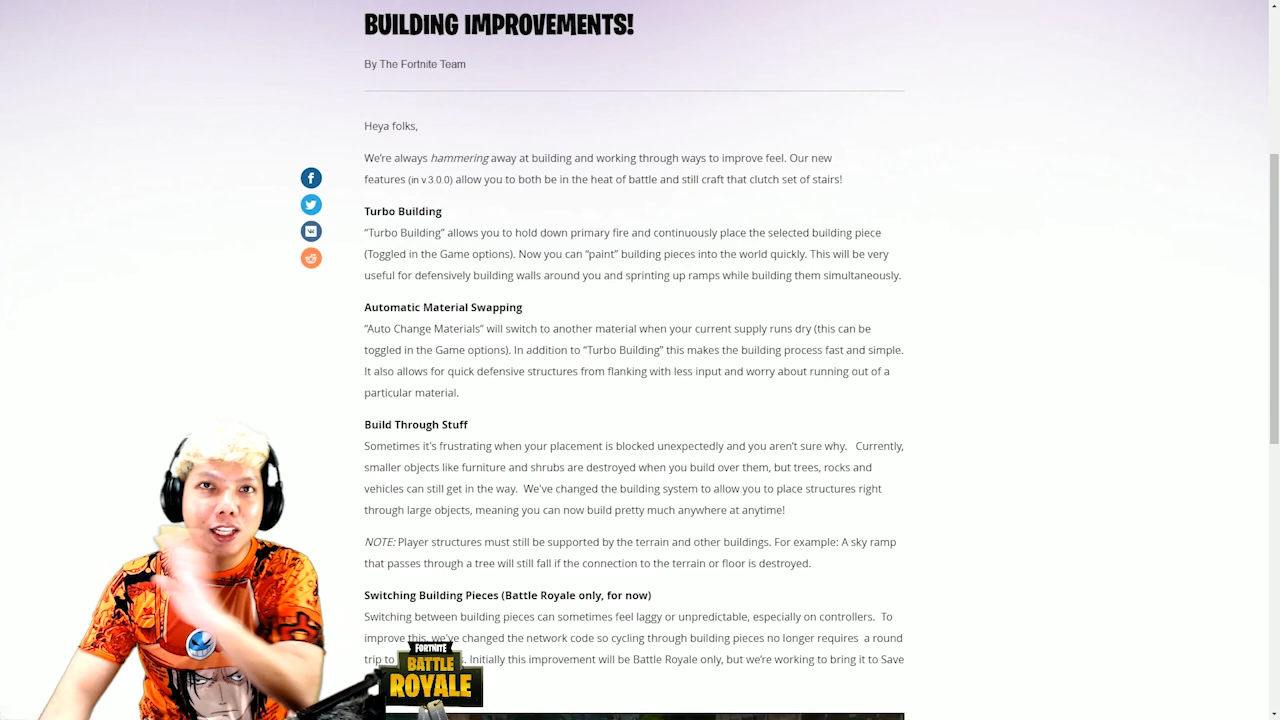 BUILDING IMPROVEMENTS!
By The Fortnite Team
Heya folks,
We're always hammering away at building and working through ways to improve feel. Our new
features (in v.3.0.0) allow you to both be in the heat of battle and still craft that clutch set of stairs!
Turbo Building
“Turbo Building” allows you to hold down primary fire and continuously place the selected building piece
(Toggled in the Game options). Now you can “paint” building pieces into the world quickly. This will be very
useful for defensively building walls around you and sprinting up ramps while building them simultaneously.
Automatic Material Swapping
“Auto Change Materials” will switch to another material when your current supply runs dry (this can be
toggled in the Game options). In addition to “Turbo Building” this makes the building process fast and simple.
It also allows for quick defensive structures from flanking with less input and worry about running out of a
particular material.
Build Through Stuff
Sometimes it's frustrating when your placement is blocked unexpectedly and you aren't sure why. Currently,
smaller objects like furniture and shrubs are destroyed when you build over them, but trees, rocks and
vehicles can still get in the way. We've changed the building system to allow you to place structures right
through large objects, meaning you can now build pretty much anywhere at anytime!
NOTE: Player structures must still be supported by the terrain and other buildings. For example: A sky ramp
that passes through a tree will still fall if the connection to the terrain or floor is destroyed.
Switching Building Pieces (Battle Royale only, for now)
Switching between building pieces can sometimes feel laggy or unpredictable, especially on controllers. To
improve this, we've changed the network code so cycling through building pieces no longer requires a round
trip to Initially this improvement will be Battle Royale only, but we're working to bring it to Save
FORTNITE
BATTLE
ROYALE